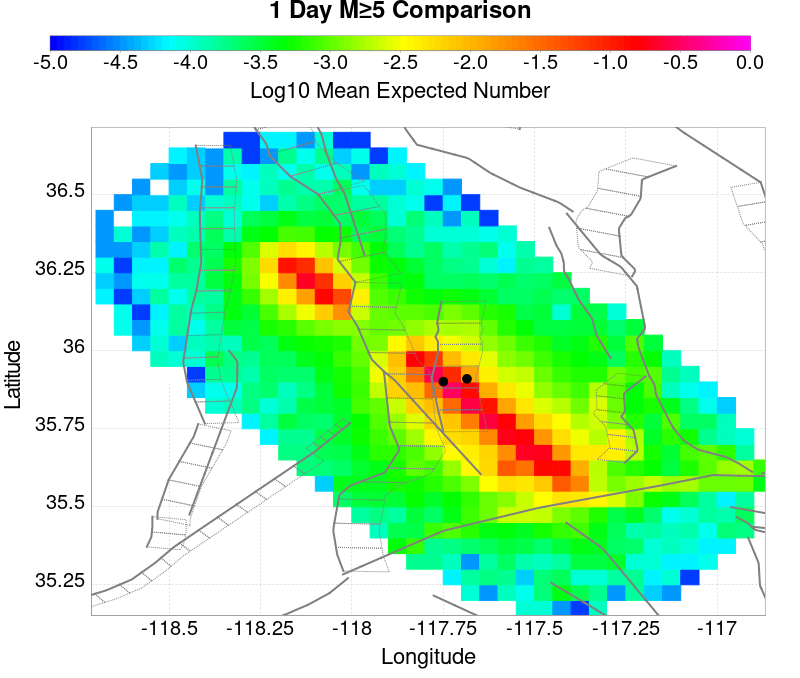 1 Day M≥5 Comparison
-5.0 -4.5 -4.0 -3.5 -3.0 -2.5 -2.0 -1.5 -1.0 -0.5 0.0
Log10 Mean Expected Number
36.5
36.25
36
35.75
35.5
35.25
Latitude
-118.5 -118.25 -118 -117.75 -117.5 -117.25 -117
Longitude